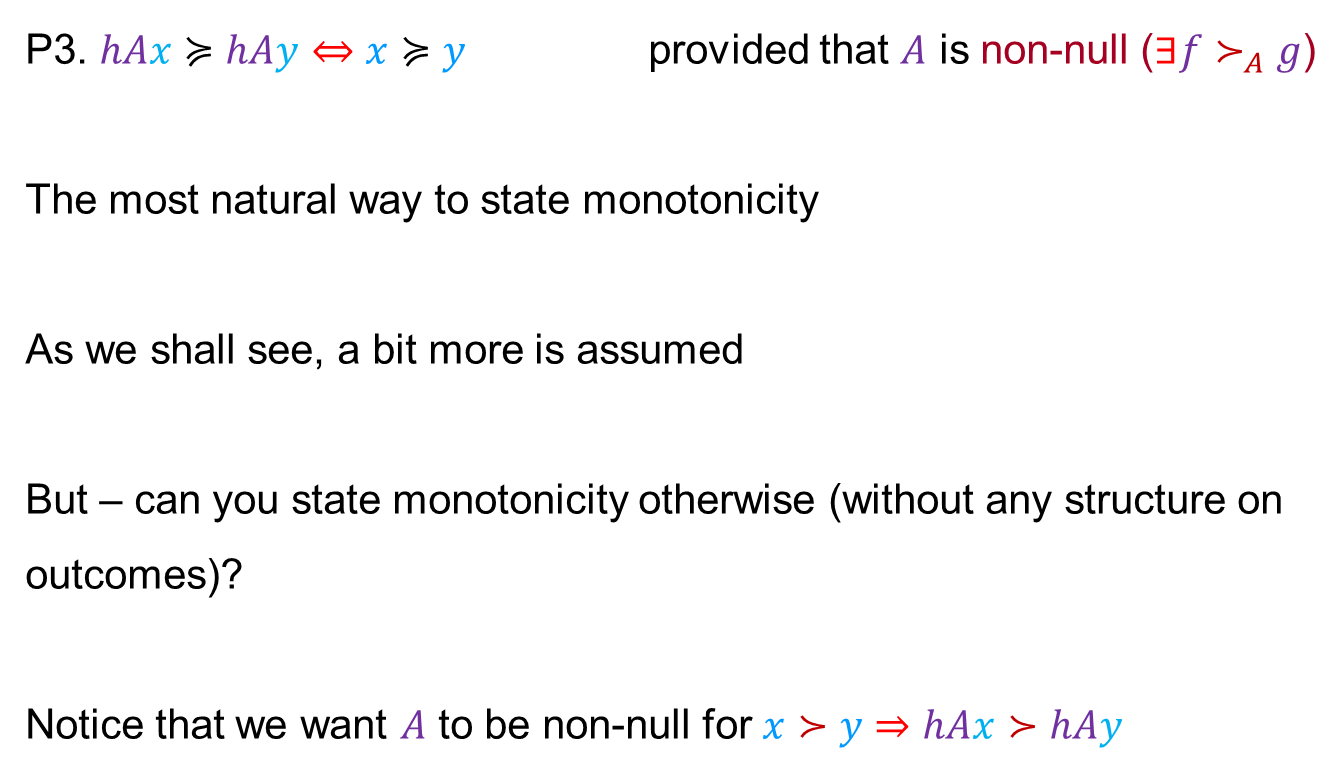 P3. hAx ≽ hAy ⇔ x ≽ y provided that A is non-null (∃f ≻_A g)
The most natural way to state monotonicity
As we shall see, a bit more is assumed
But – can you state monotonicity otherwise (without any structure on
outcomes)?
Notice that we want A to be non-null for x ≻ y ⇒ hAx ≻ hAy